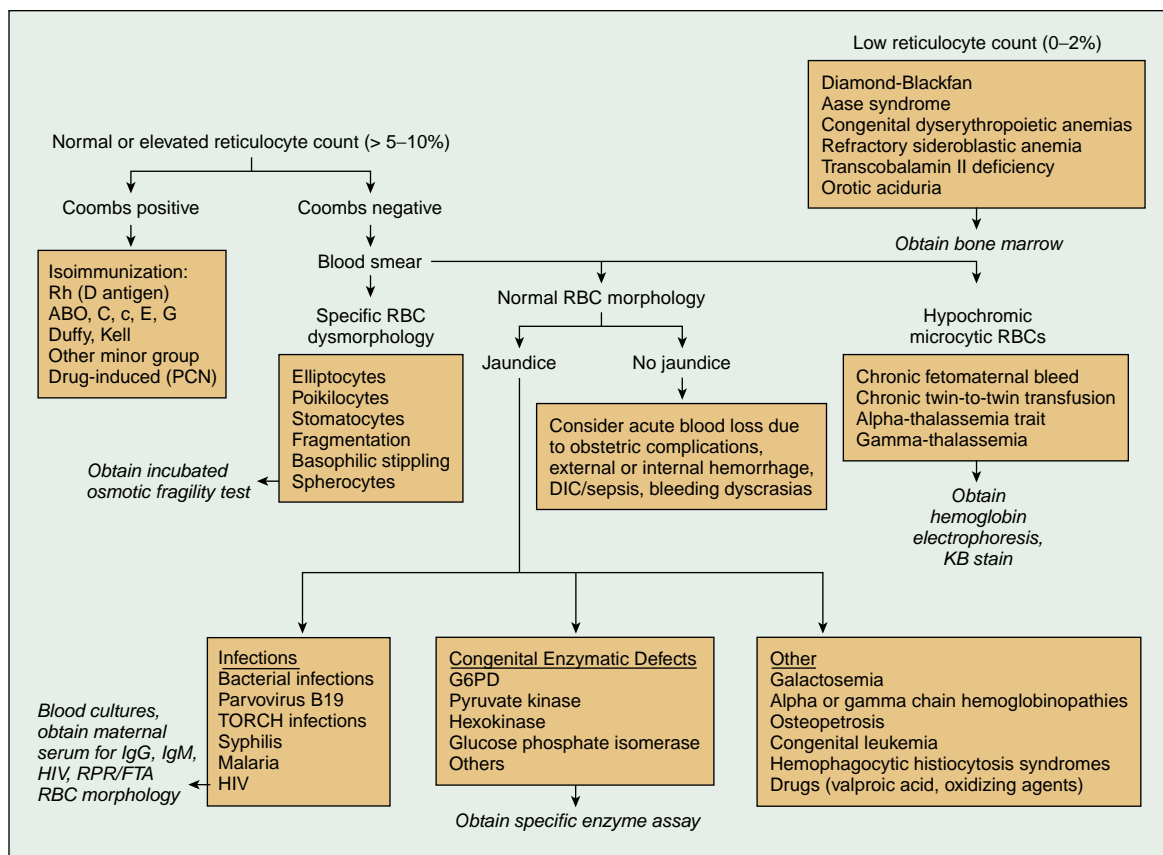 Low reticulocyte count (0–2%)
Diamond-Blackfan
Aase syndrome
Congenital dyserythropoietic anemias
Refractory sideroblastic anemia
Transcobalamin II deficiency
Orotic aciduria
Obtain bone marrow
Normal or elevated reticulocyte count (> 5–10%)
Coombs positive
Coombs negative
Isoimmunization:
Rh (D antigen)
ABO, C, c, E, G
Duffy, Kell
Other minor group
Drug-induced (PCN)
Blood smear
Specific RBC
dysmorphology
Elliptocytes
Poikilocytes
Stomatocytes
Fragmentation
Basophilic stippling
Spherocytes
Obtain incubated
osmotic fragility test
Normal RBC morphology
Jaundice
No jaundice
Consider acute blood loss due
to obstetric complications,
external or internal hemorrhage,
DIC/sepsis, bleeding dyscrasias
Hypochromic
microcytic RBCs
Chronic fetomaternal bleed
Chronic twin-to-twin transfusion
Alpha-thalassemia trait
Gamma-thalassemia
Obtain
hemoglobin
electrophoresis,
KB stain
Infections
Bacterial infections
Parvovirus B19
TORCH infections
Syphilis
Malaria
HIV
Blood cultures,
obtain maternal
serum for IgG, IgM,
HIV, RPR/FTA
RBC morphology
Congenital Enzymatic Defects
G6PD
Pyruvate kinase
Hexokinase
Glucose phosphate isomerase
Others
Obtain specific enzyme assay
Other
Galactosemia
Alpha or gamma chain hemoglobinopathies
Osteopetrosis
Congenital leukemia
Hemophagocytic histiocytosis syndromes
Drugs (valproic acid, oxidizing agents)